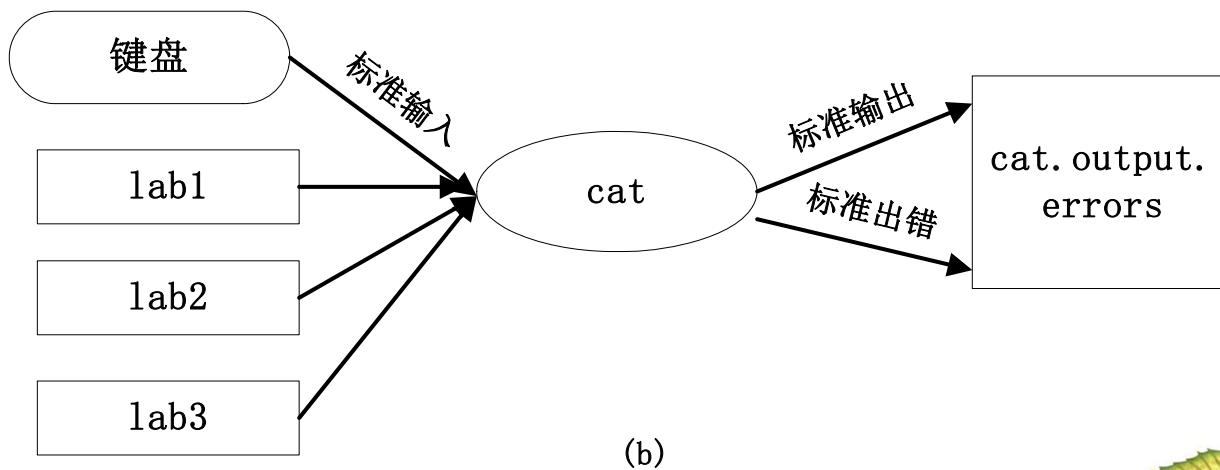 键盘
标准输入
lab1
lab2
lab3
cat
标准输出
标准出错
cat.output.
errors
(b)